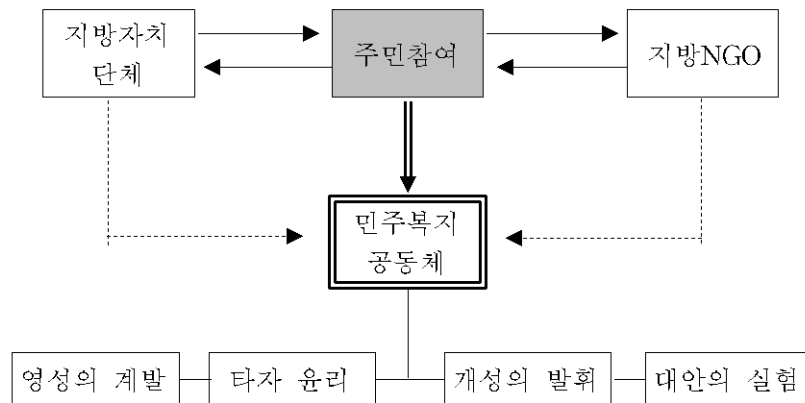 지방자치
단체
주민참여
지방NGO
민주복지
공동체
영성의 계발
타자 윤리
개성의 발휘
대안의 실험